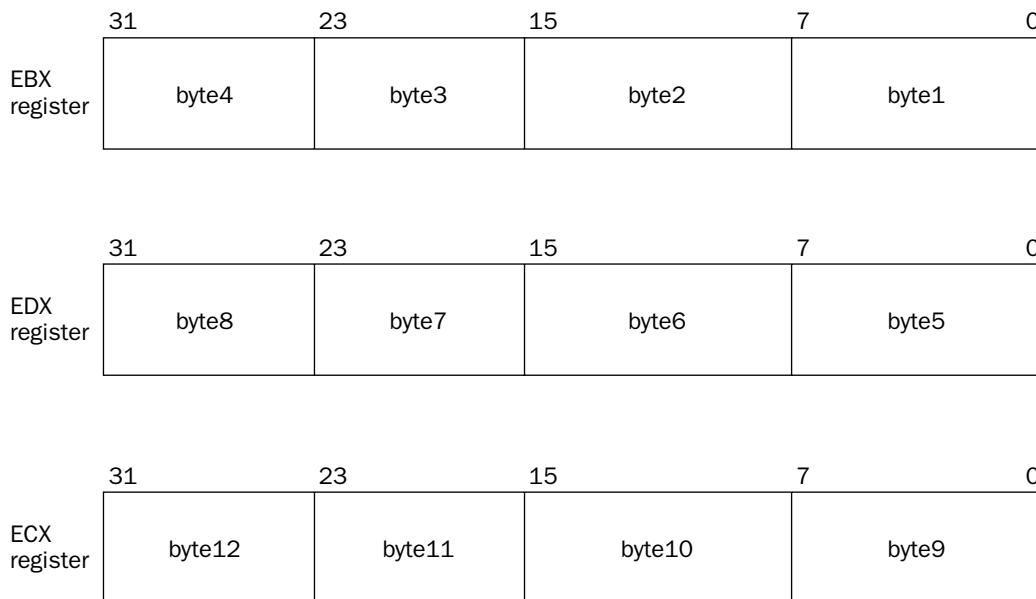 31 23 15 7 0
EBX
register
byte4 byte3 byte2 byte1
31 23 15 7 0
EDX
register
byte8 byte7 byte6 byte5
31 23 15 7 0
ECX
register
byte12 byte11 byte10 byte9